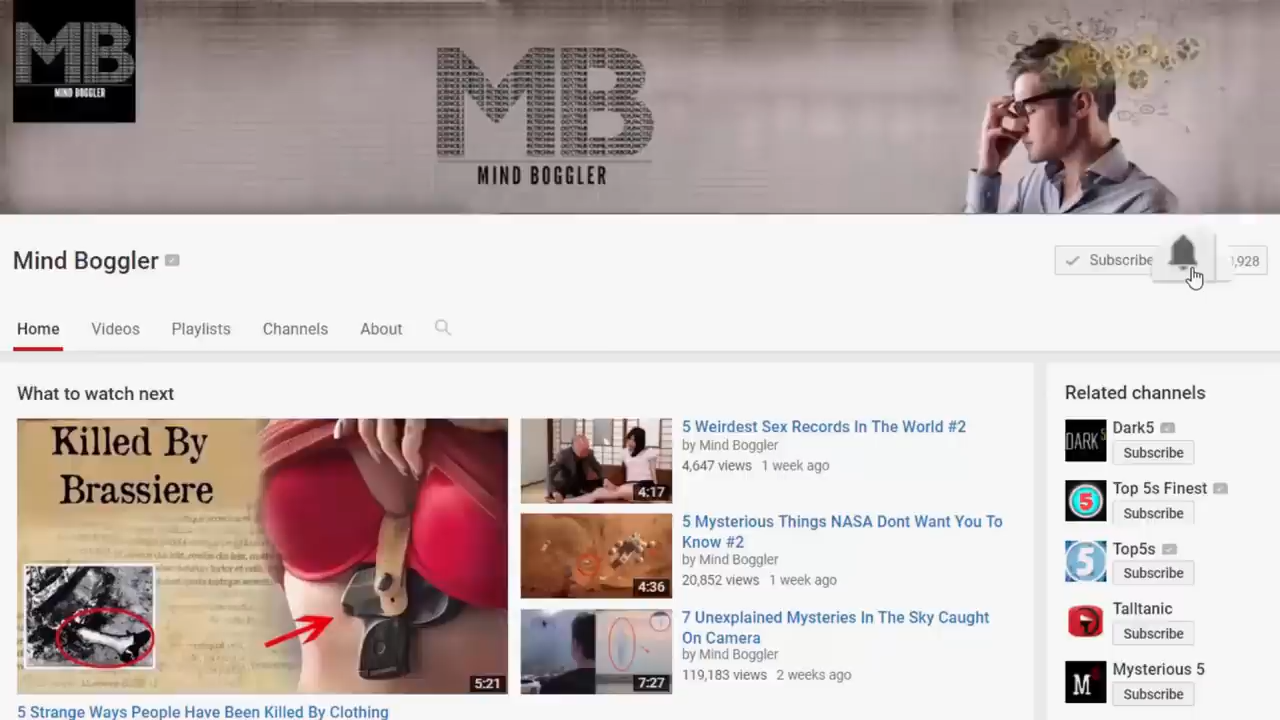 MB
MIND BOGGLER
MB
MIND BOGGLER
Mind Boggler
Subscribe
,928
Home
Videos
Playlists
Channels
About
What to watch next
Killed By
Brassiere
5:21
5 Strange Ways People Have Been Killed By Clothing
4:17
5 Weirdest Sex Records In The World #2
by Mind Boggler
4,647 views 1 week ago
4:36
5 Mysterious Things NASA Dont Want You To
Know #2
by Mind Boggler
20,852 views 1 week ago
7:27
7 Unexplained Mysteries In The Sky Caught
On Camera
by Mind Boggler
119,183 views 2 weeks ago
Related channels
DARK5
Dark5
Subscribe
5
Top 5s Finest
Subscribe
5
Top5s
Subscribe
Talltanic
Subscribe
M
Mysterious 5
Subscribe